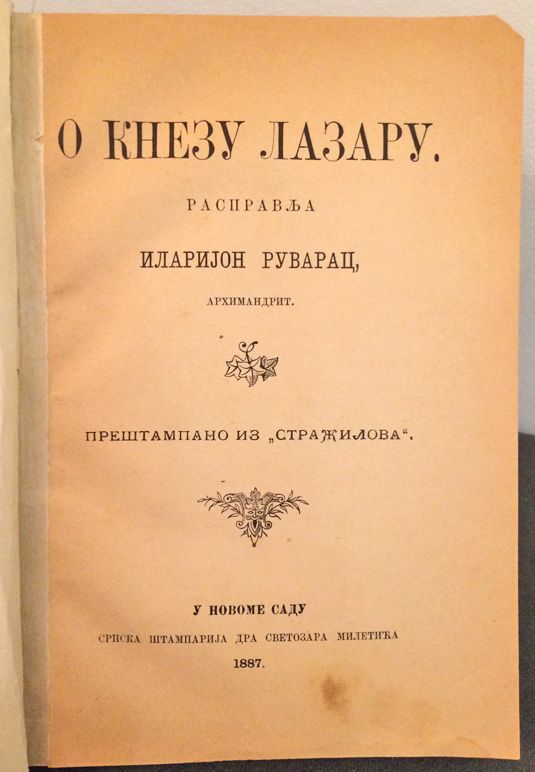 О КНЕЗУ ЛАЗАРУ.
РАСПРАВЉА
ИЛАРИЈОН РУВАРАЦ,
АРХИМАНДРИТ.
ПРЕШТАМПАНО ИЗ „СТРАЖИЛОВА“.
У НОВОМЕ САДУ
СРПСКА ШТАМПАРИЈА ДРА СВЕТОЗАРА МИЛЕТИЋА
1887.